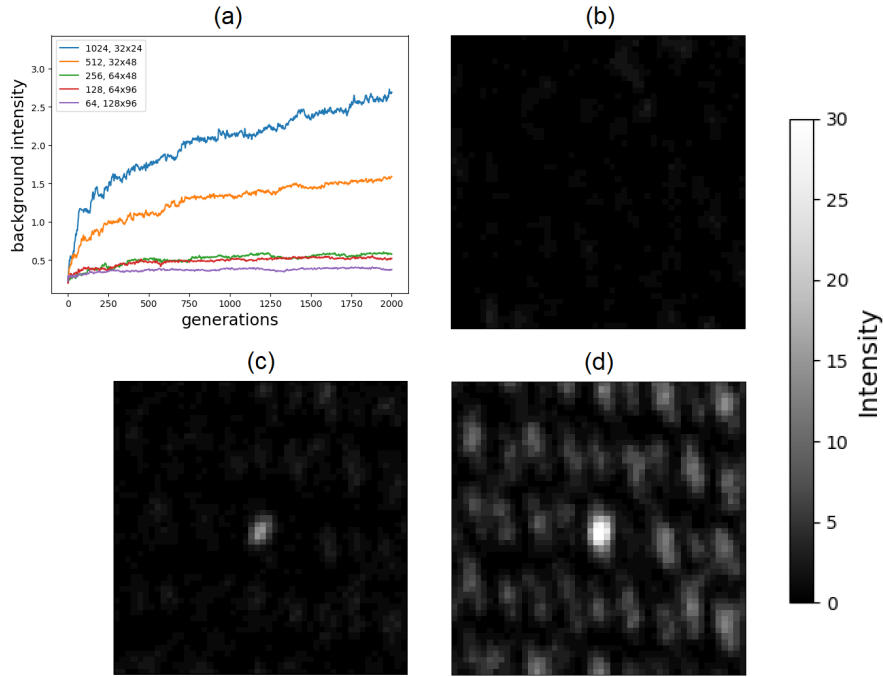 (a)
background intensity
3.0
2.5
2.0
1.5
1.0
0.5
1024, 32x24
512, 32x48
256, 64x48
128, 64x96
64, 128x96
0
250
500
750
1000
1250
1500
1750
2000
generations
(b)
(c)
(d)
30
25
20
15
10
5
0
Intensity